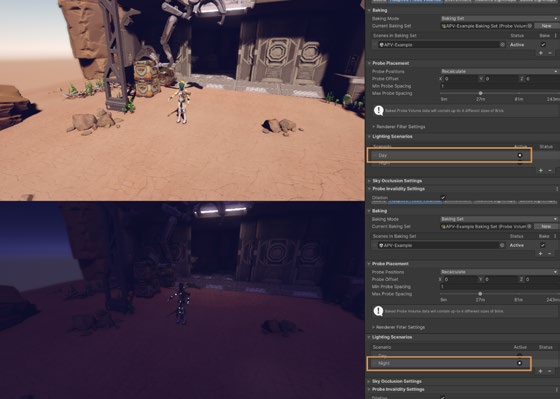 Baking
Baking Mode Baking Set
Current Baking Set APV-Example Baking Set (Probe Volum New
Scenes in Baking Set Status Bake
APV-Example Active
Probe Placement
Probe Positions Recalculate
Probe Offset X 0 Y 0 Z 0
Min Probe Spacing 1
Max Probe Spacing
9m 27m 81m 243m
Baked Probe Volume data will contain up to 4 different sizes of Brick.
Renderer Filter Settings
Lighting Scenarios
Scenario Active Status
Day
Sky Occlusion Settings
Probe Invalidity Settings
Dilation
Baking
Baking Mode Baking Set
Current Baking Set APV-Example Baking Set (Probe Volum New
Scenes in Baking Set Status Bake
APV-Example Active
Probe Placement
Probe Positions Recalculate
Probe Offset X 0 Y 0 Z 0
Min Probe Spacing 1
Max Probe Spacing
9m 27m 81m 243m
Baked Probe Volume data will contain up to 4 different sizes of Brick.
Renderer Filter Settings
Lighting Scenarios
Scenario Active Status
Night
Sky Occlusion Settings
Probe Invalidity Settings